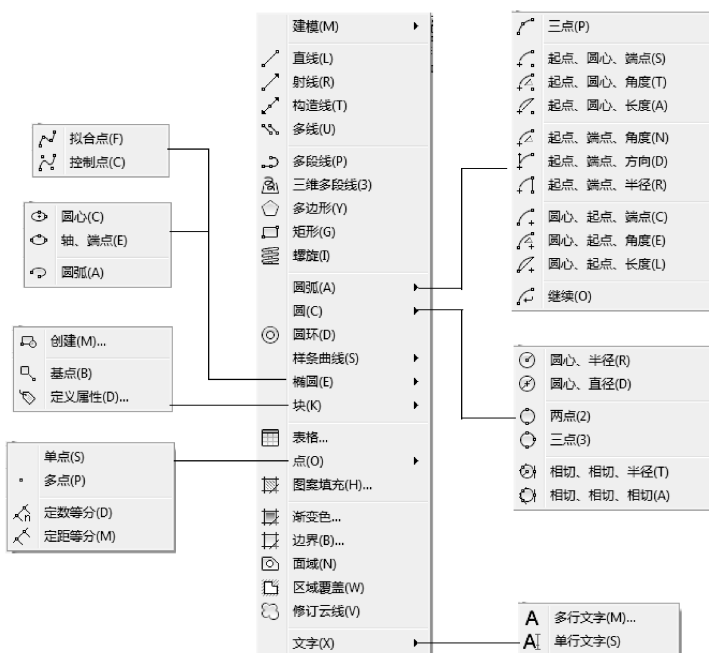 拟合点(F)
控制点(C)
圆心(C)
轴、端点(E)
圆弧(A)
创建(M)...
基点(B)
定义属性(D)...
单点(S)
多点(P)
定数等分(D)
定距等分(M)
建模(M)
直线(L)
射线(R)
构造线(T)
多线(U)
多段线(P)
三维多段线(3)
多边形(Y)
矩形(G)
螺旋(I)
圆弧(A)
圆(C)
圆环(D)
样条曲线(S)
椭圆(E)
块(K)
表格...
点(O)
图案填充(H)...
渐变色...
边界(B)...
面域(N)
区域覆盖(W)
修订云线(V)
文字(X)
三点(P)
起点、圆心、端点(S)
起点、圆心、角度(T)
起点、圆心、长度(A)
起点、端点、角度(N)
起点、端点、方向(D)
起点、端点、半径(R)
圆心、起点、端点(C)
圆心、起点、角度(E)
圆心、起点、长度(L)
继续(O)
圆心、半径(R)
圆心、直径(D)
两点(2)
三点(3)
相切、相切、半径(T)
相切、相切、相切(A)
A 多行文字(M)...
A 单行文字(S)